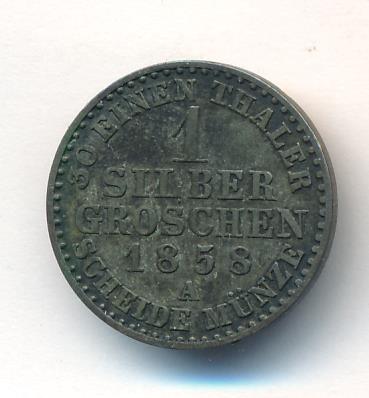 30 EINEN THALER
1
SILBER
GROSCHEN
1858
A
SCHEIDE MÜNZE